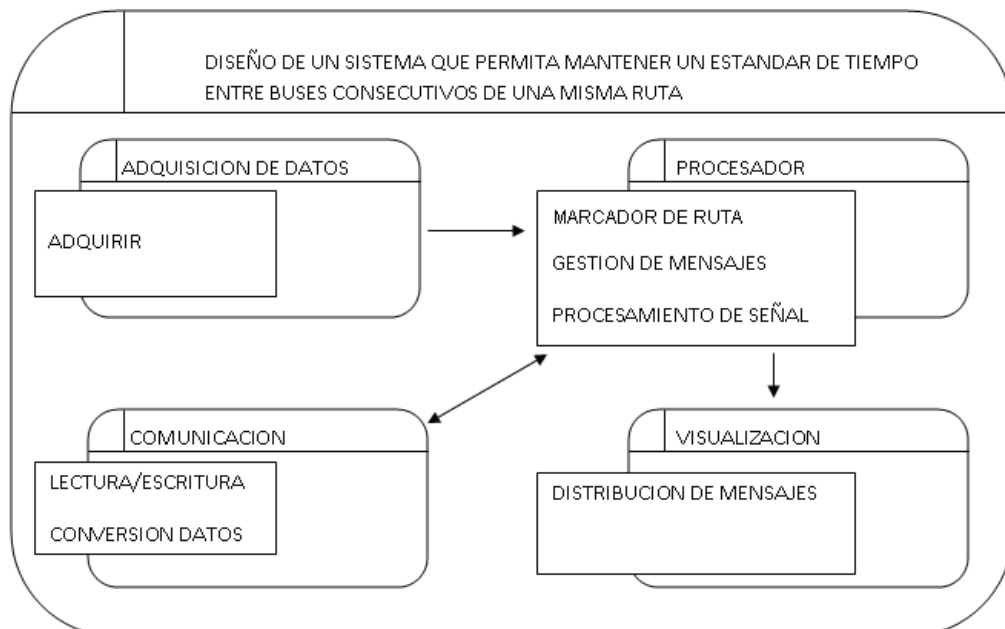 DISEÑO DE UN SISTEMA QUE PERMITA MANTENER UN ESTANDAR DE TIEMPO
ENTRE BUSES CONSECUTIVOS DE UNA MISMA RUTA
ADQUISICION DE DATOS
ADQUIRIR
PROCESADOR
MARCADOR DE RUTA
GESTION DE MENSAJES
PROCESAMIENTO DE SEÑAL
COMUNICACION
LECTURA/ESCRITURA
CONVERSION DATOS
VISUALIZACION
DISTRIBUCION DE MENSAJES